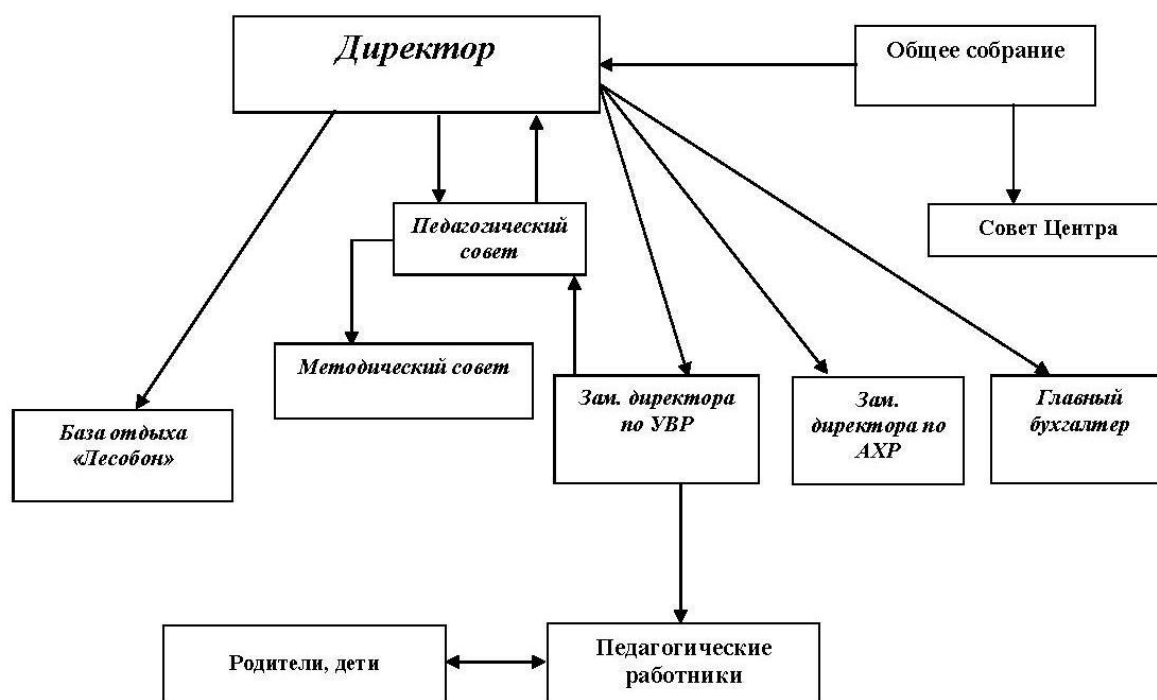 Директор
Общее собрание
Педагогический
совет
Совет Центра
Методический совет
Зам. директора
по УВР
Зам.
директора по
АХР
Главный
бухгалтер
База отдыха
«Лесобон»
Родители, дети
Педагогические
работники